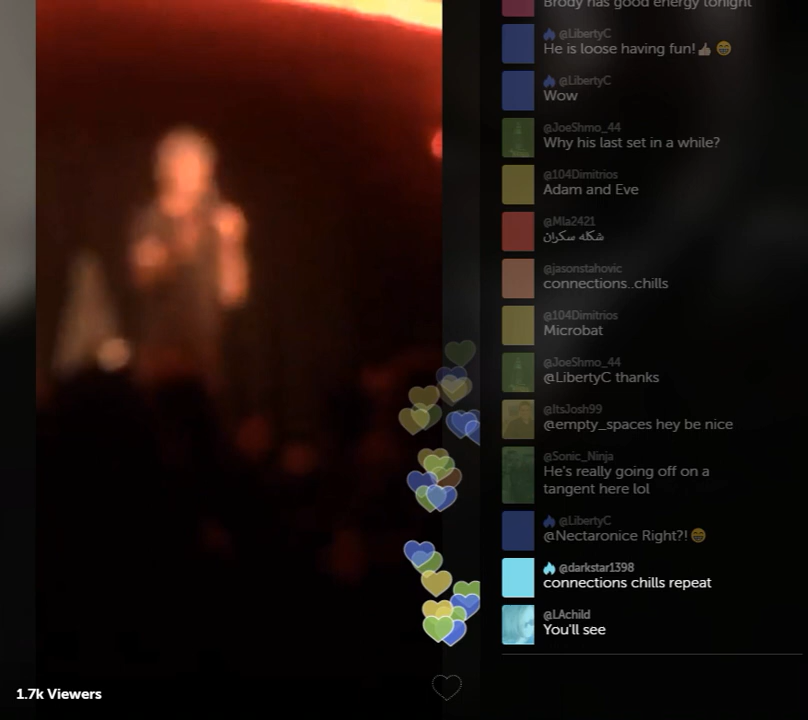 Brody has good energy tonight
@LibertyC
He is loose having fun!👍😁
@LibertyC
Wow
@JoeShmo_44
Why his last set in a while?
@104Dimitrios
Adam and Eve
@Mla2421
شكله سكران
@jasonstahovic
connections..chills
@104Dimitrios
Microbat
@JoeShmo_44
@LibertyC thanks
@ItsJosh99
@empty_spaces hey be nice
@Sonic_Ninja
He's really going off on a
tangent here lol
@LibertyC
@Nectaronice Right?!😁
@darkstar1398
connections chills repeat
@LAchild
You'll see
1.7k Viewers